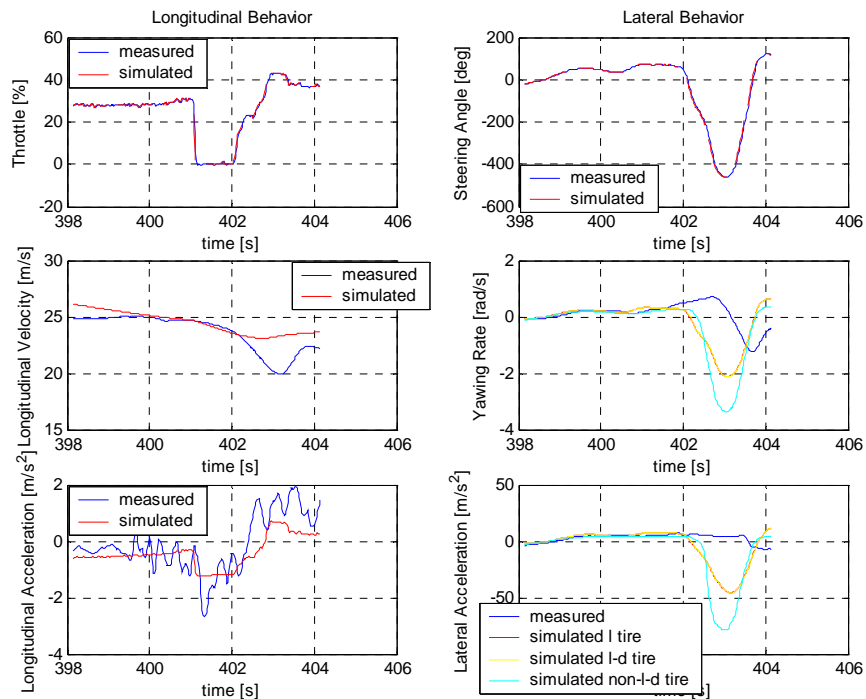 Longitudinal Behavior
Throttle [%]
60
40
20
0
-20
measured
simulated
398
400
402
404
406
time [s]
Lateral Behavior
Steering Angle [deg]
200
0
-200
-400
-600
measured
simulated
398
400
402
404
406
time [s]
Longitudinal Velocity [m/s]
30
25
20
15
measured
simulated
398
400
402
404
406
time [s]
Yawing Rate [rad/s]
2
0
-2
-4
398
400
402
404
406
time [s]
Longitudinal Acceleration [m/s²]
2
0
-2
-4
measured
simulated
398
400
402
404
406
time [s]
Lateral Acceleration [m/s²]
50
0
-50
measured
simulated l tire
simulated l-d tire
simulated non-l-d tire
404
406
time [s]